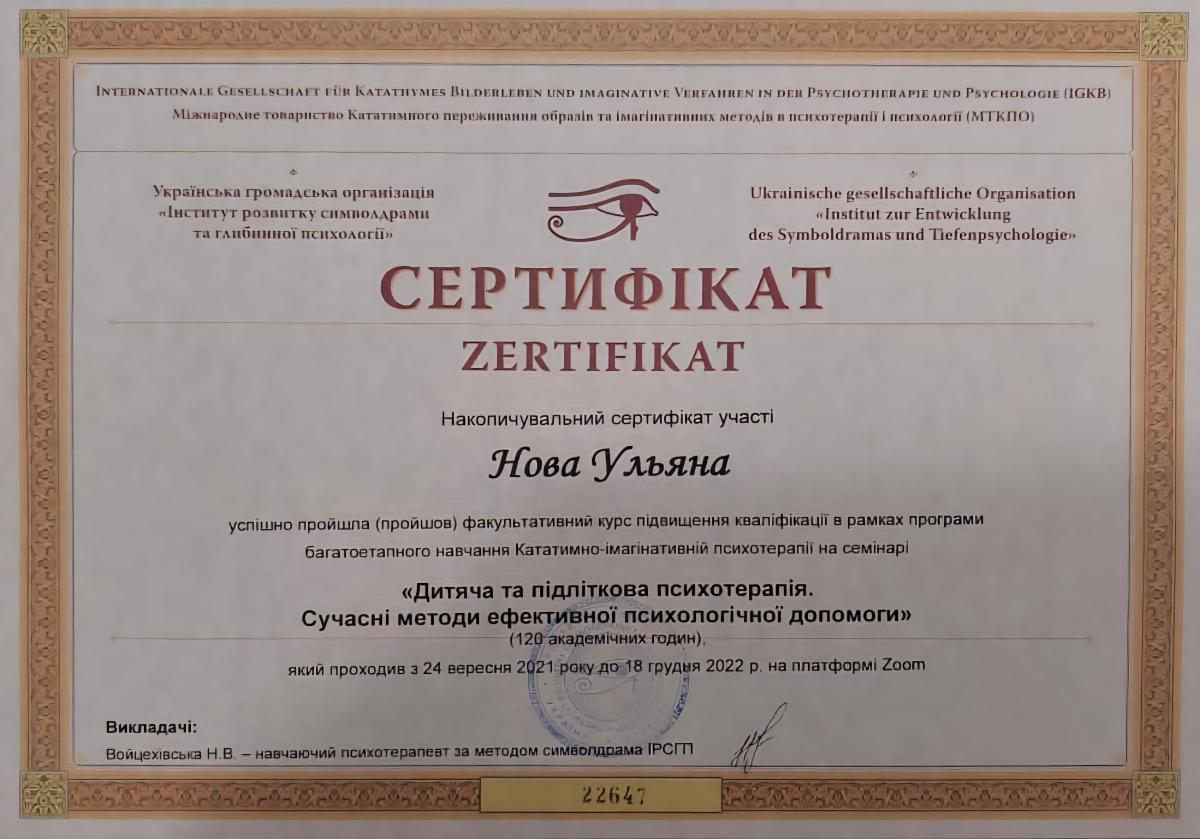 INTERNATIONALE GESELLSCHAFT FÜR KATATHYMES BILDERLEBEN UND IMAGINATIVE VERFAHREN IN DER PSYCHOTHERAPIE UND PSYCHOLOGIE (IGKB)
Міжнародне товариство Кататимного переживання образів та імагінативних методів в психотерапії і психології (МТКПО)
Українська громадська організація
«Інститут розвитку символдрами
та глибинної психології»
Ukrainische gesellschaftliche Organisation
«Institut zur Entwicklung
des Symboldramas und Tiefenpsychologie»
СЕРТИФІКАТ
ZERTIFIKAT
Накопичувальний сертифікат участі
Нова Ульяна
успішно пройшла (пройшов) факультативний курс підвищення кваліфікації в рамках програми
багатоетапного навчання Кататимно-імагінативній психотерапії на семінарі
«Дитяча та підліткова психотерапія.
Сучасні методи ефективної психологічної допомоги»
(120 академічних годин),
який проходив з 24 вересня 2021 року до 18 грудня 2022 р. на платформі Zoom
Викладачі:
Войцехівська Н.В. – навчаючий психотерапевт за методом символдрама ІРСГП
22647